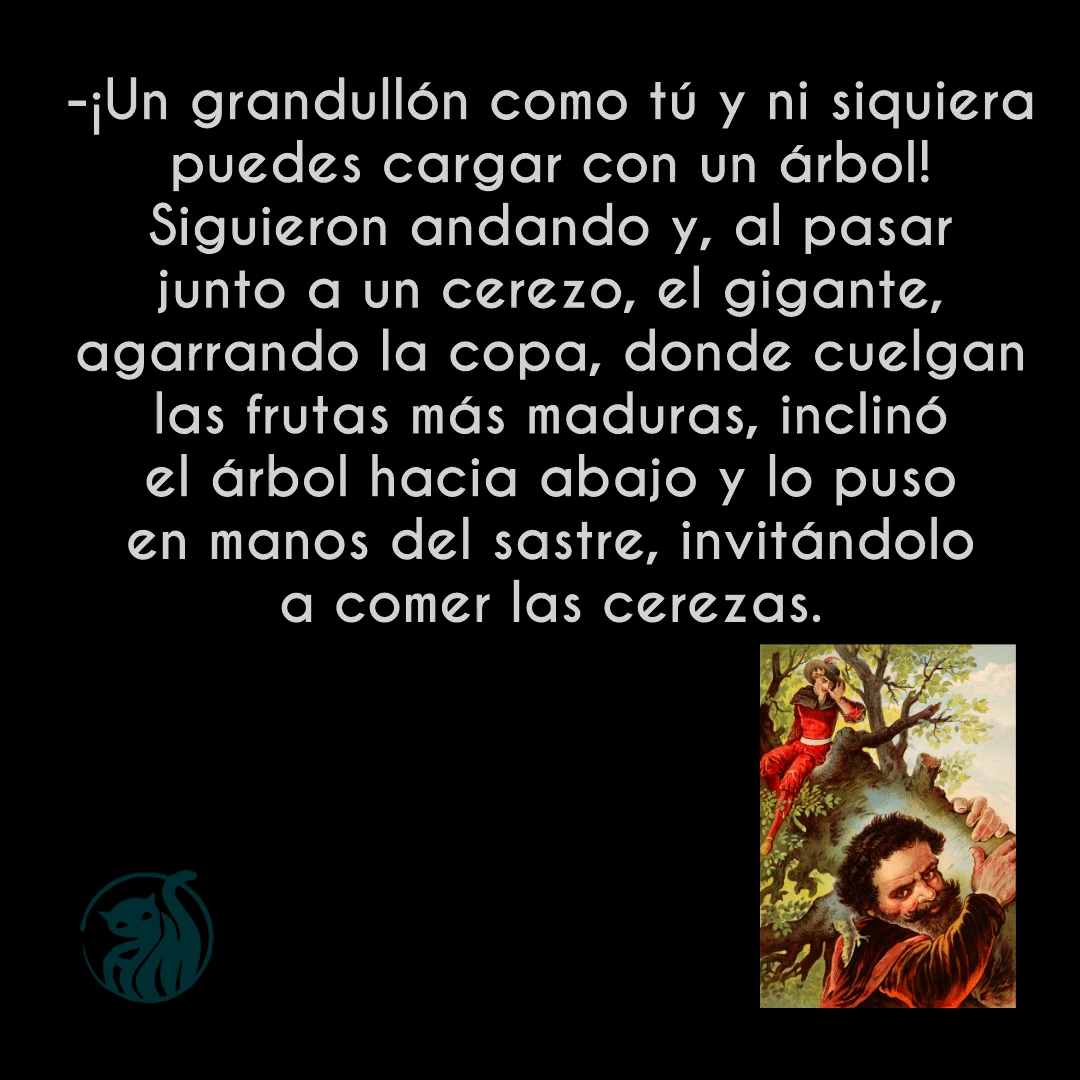 -¡Un grandullón como tú y ni siquiera
puedes cargar con un árbol!
Siguieron andando y, al pasar
junto a un cerezo, el gigante,
agarrando la copa, donde cuelgan
las frutas más maduras, inclinó
el árbol hacia abajo y lo puso
en manos del sastre, invitándolo
a comer las cerezas.